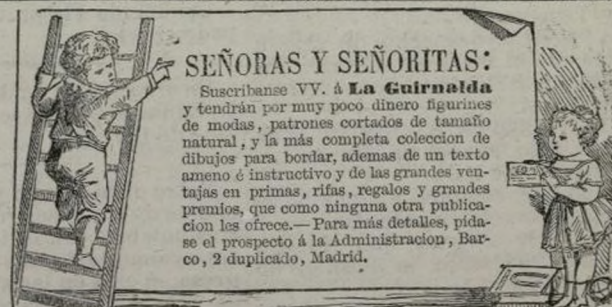 SEÑORAS Y SEÑORITAS:
Suscríbanse VV. á La Guirnalda
y tendrán por muy poco dinero figurines
de modas, patrones cortados de tamaño
natural, y la más completa coleccion de
dibujos para bordar, ademas de un texto
ameno é instructivo y de las grandes ven-
tajas en primas, rifas, regalos y grandes
premios, que como ninguna otra publica-
cion les ofrece.—Para más detalles, pída-
se el prospecto á la Administracion, Bar-
co, 2 duplicado, Madrid.